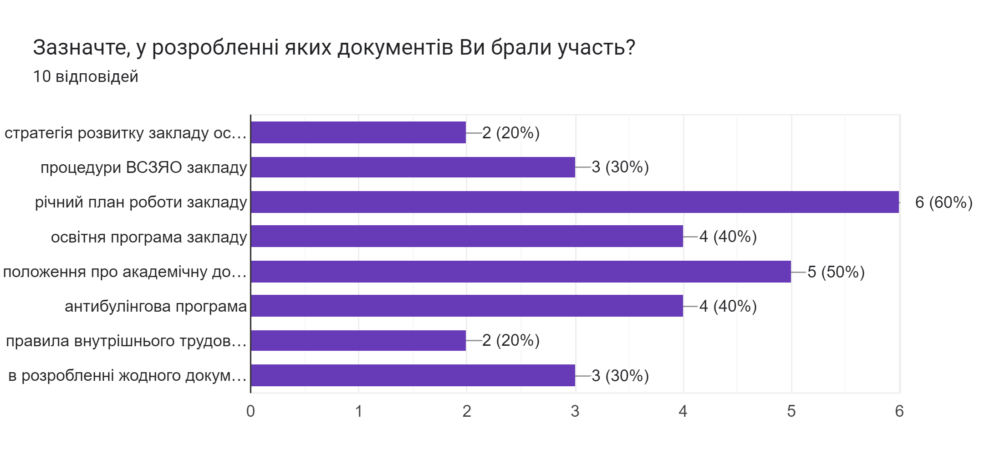 Зазначте, у розробленні яких документів Ви брали участь?
10 відповідей
стратегія розвитку закладу ос…
2 (20%)
процедури ВСЗЯО закладу
3 (30%)
річний план роботи закладу
6 (60%)
освітня програма закладу
4 (40%)
положення про академічну до…
5 (50%)
антибулінгова програма
4 (40%)
правила внутрішнього трудов…
2 (20%)
в розробленні жодного докум…
3 (30%)
0 1 2 3 4 5 6